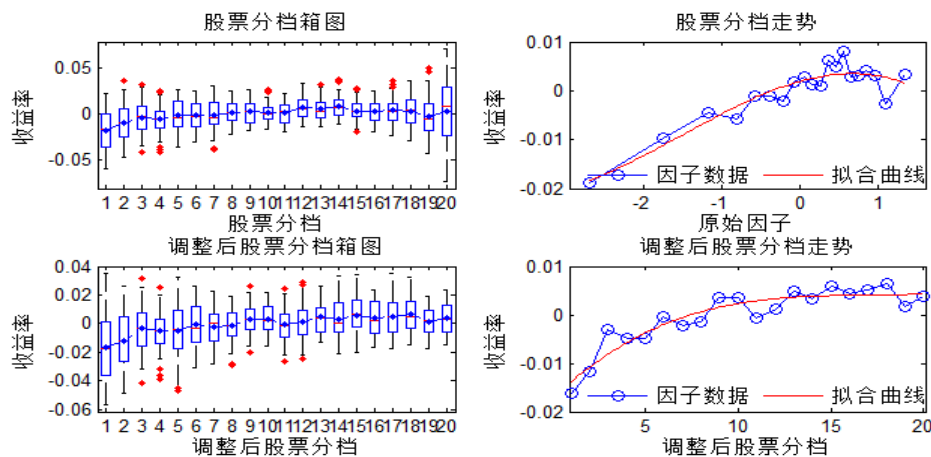 股票分档箱图
收益率
0.05
0
-0.05
1 2 3 4 5 6 7 8 9 10 11 12 13 14 15 16 17 18 19 20
股票分档
股票分档走势
收益率
0.01
0
-0.01
-0.02
因子数据
拟合曲线
-2 -1 0 1
原始因子
调整后股票分档箱图
收益率
0.04
0.02
0
-0.02
-0.04
-0.06
1 2 3 4 5 6 7 8 9 10 11 12 13 14 15 16 17 18 19 20
调整后股票分档
调整后股票分档走势
收益率
0.01
0
-0.01
-0.02
因子数据
拟合曲线
5 10 15 20
调整后股票分档